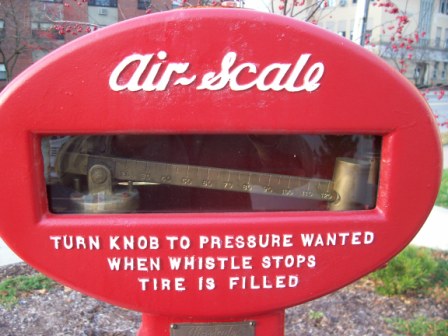 air-scale
TURN KNOB TO PRESSURE WANTED
WHEN WHISTLE STOPS
TIRE IS FILLED